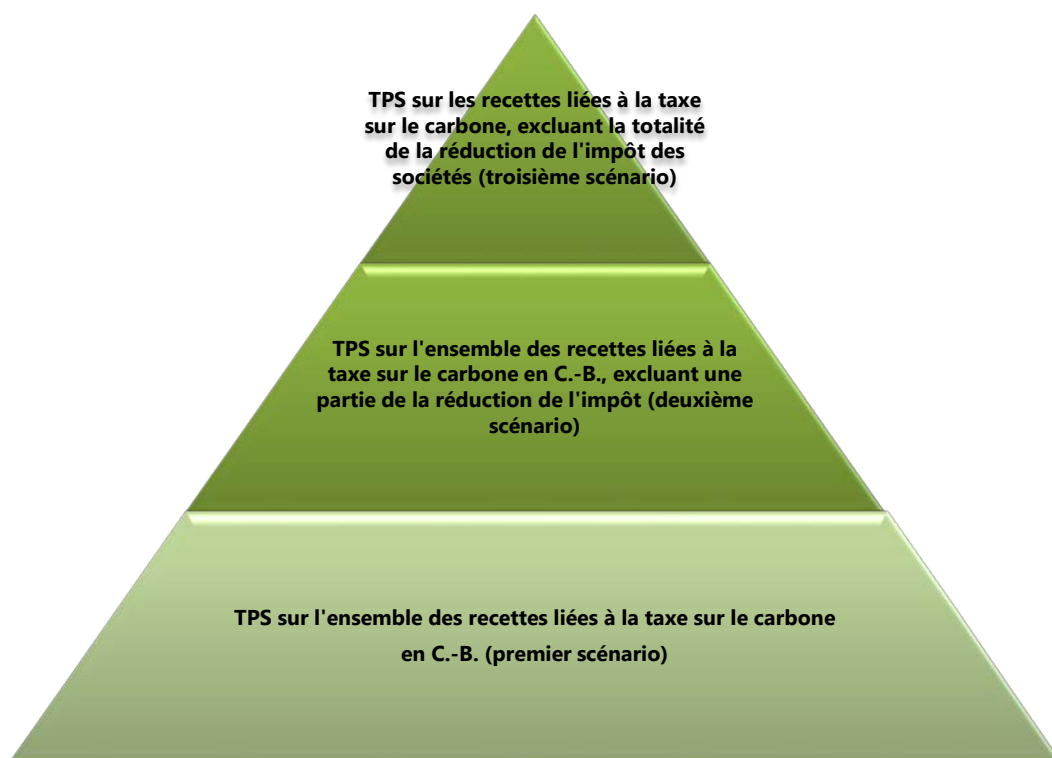 TPS sur les recettes liées à la taxe
sur le carbone, excluant la totalité
de la réduction de l'impôt des
sociétés (troisième scénario)
TPS sur l'ensemble des recettes liées à la
taxe sur le carbone en C.-B., excluant une
partie de la réduction de l'impôt (deuxième
scénario)
TPS sur l'ensemble des recettes liées à la taxe sur le carbone
en C.-B. (premier scénario)